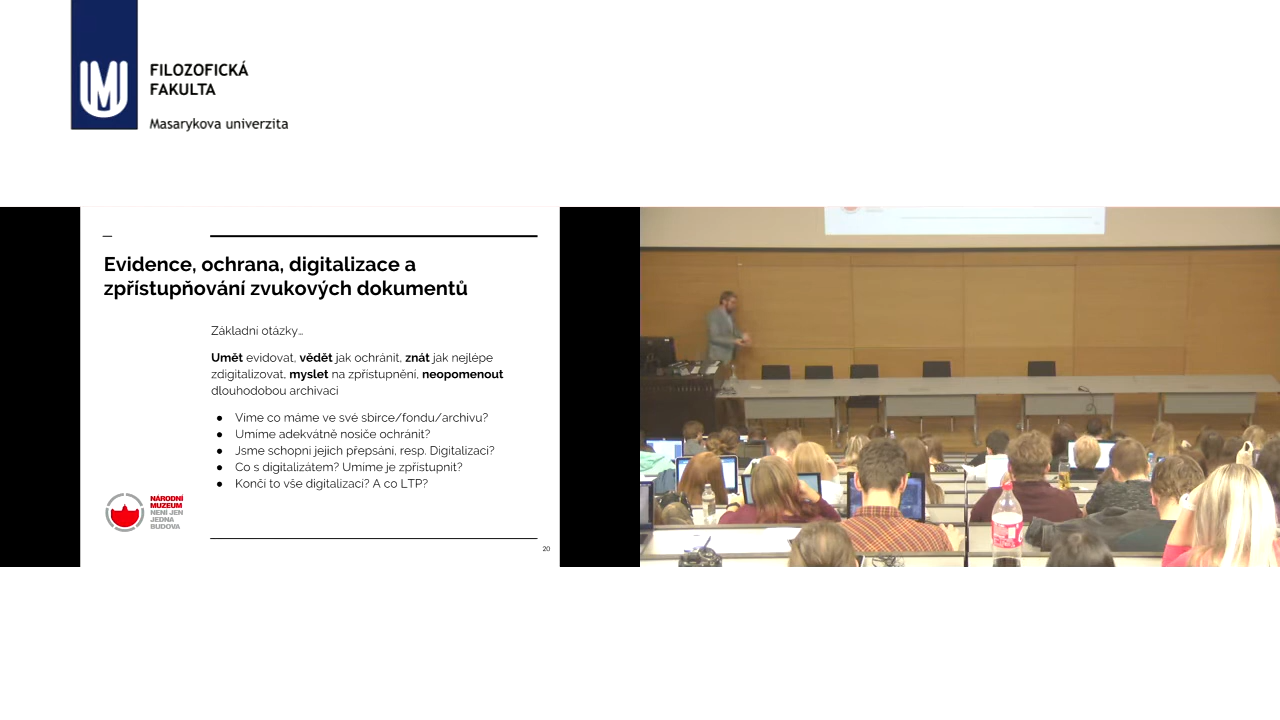 FILOZOFICKÁ
FAKULTA
Masarykova univerzita
Evidence, ochrana, digitalizace a
zpřístupňování zvukových dokumentů
Základní otázky…
Umět evidovat, vědět jak ochránit, znát jak nejlépe
zdigitalizovat, myslet na zpřístupnění, neopomenout
dlouhodobou archivaci
● Víme co máme ve své sbírce/fondu/archivu?
● Umíme adekvátně nosiče ochránit?
● Jsme schopni jejich přepsání, resp. Digitalizaci?
● Co s digitalizátem? Umíme je zpřístupnit?
● Končí to vše digitalizací? A co LTP?
NÁRODNÍ
MUZEUM
NENÍ JEN
JEDNA
BUDOVA
20